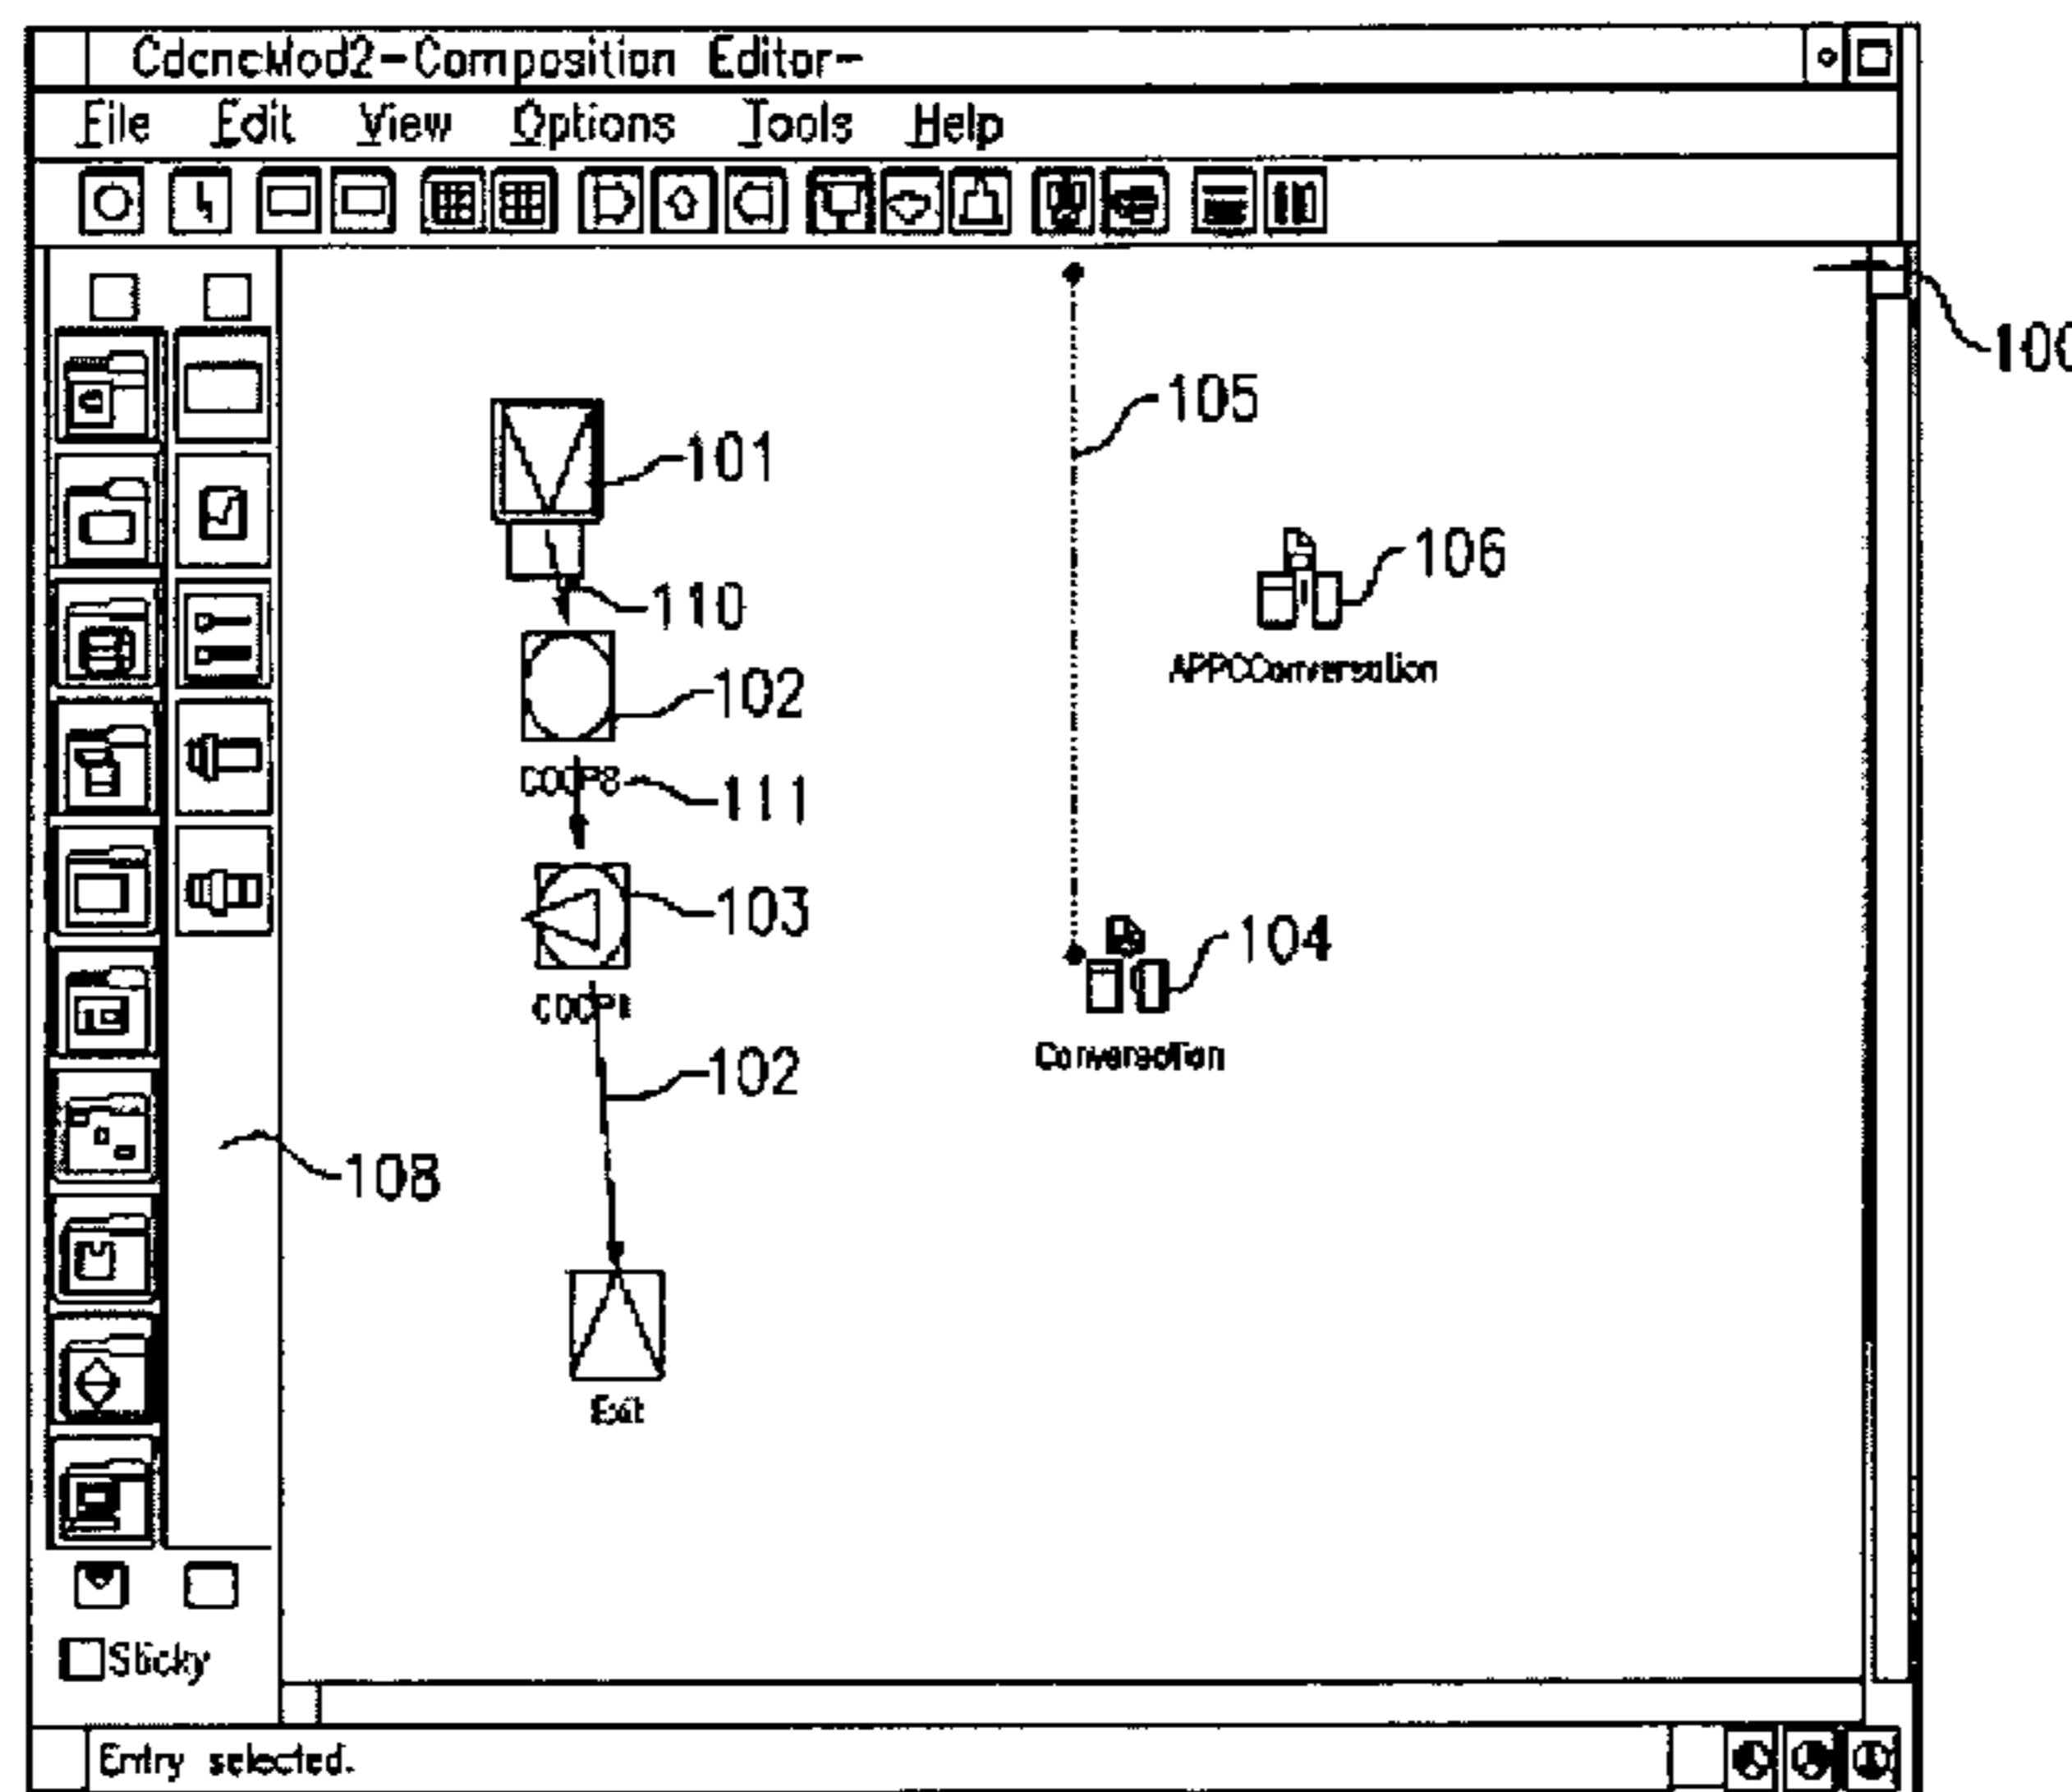 CdcncMod2-Composition Editor-
File Edit View Options Tools Help
100
105
101
106
110
APPCConversation
102
111
103
104
Conversation
102
108
Exit
Sticky
Entry selected.